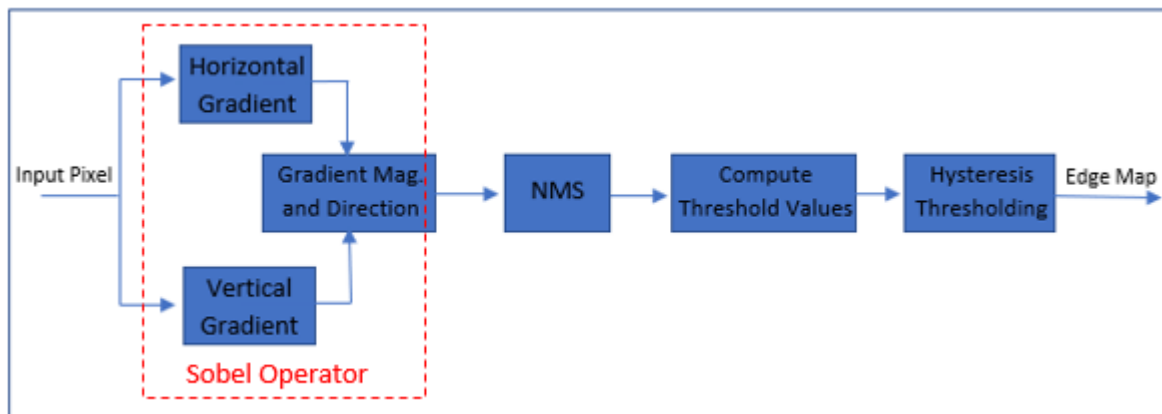 Horizontal
Gradient
Input Pixel
Gradient Mag.
and Direction
NMS
Compute
Threshold Values
Hysteresis
Thresholding
Edge Map
Vertical
Gradient
Sobel Operator